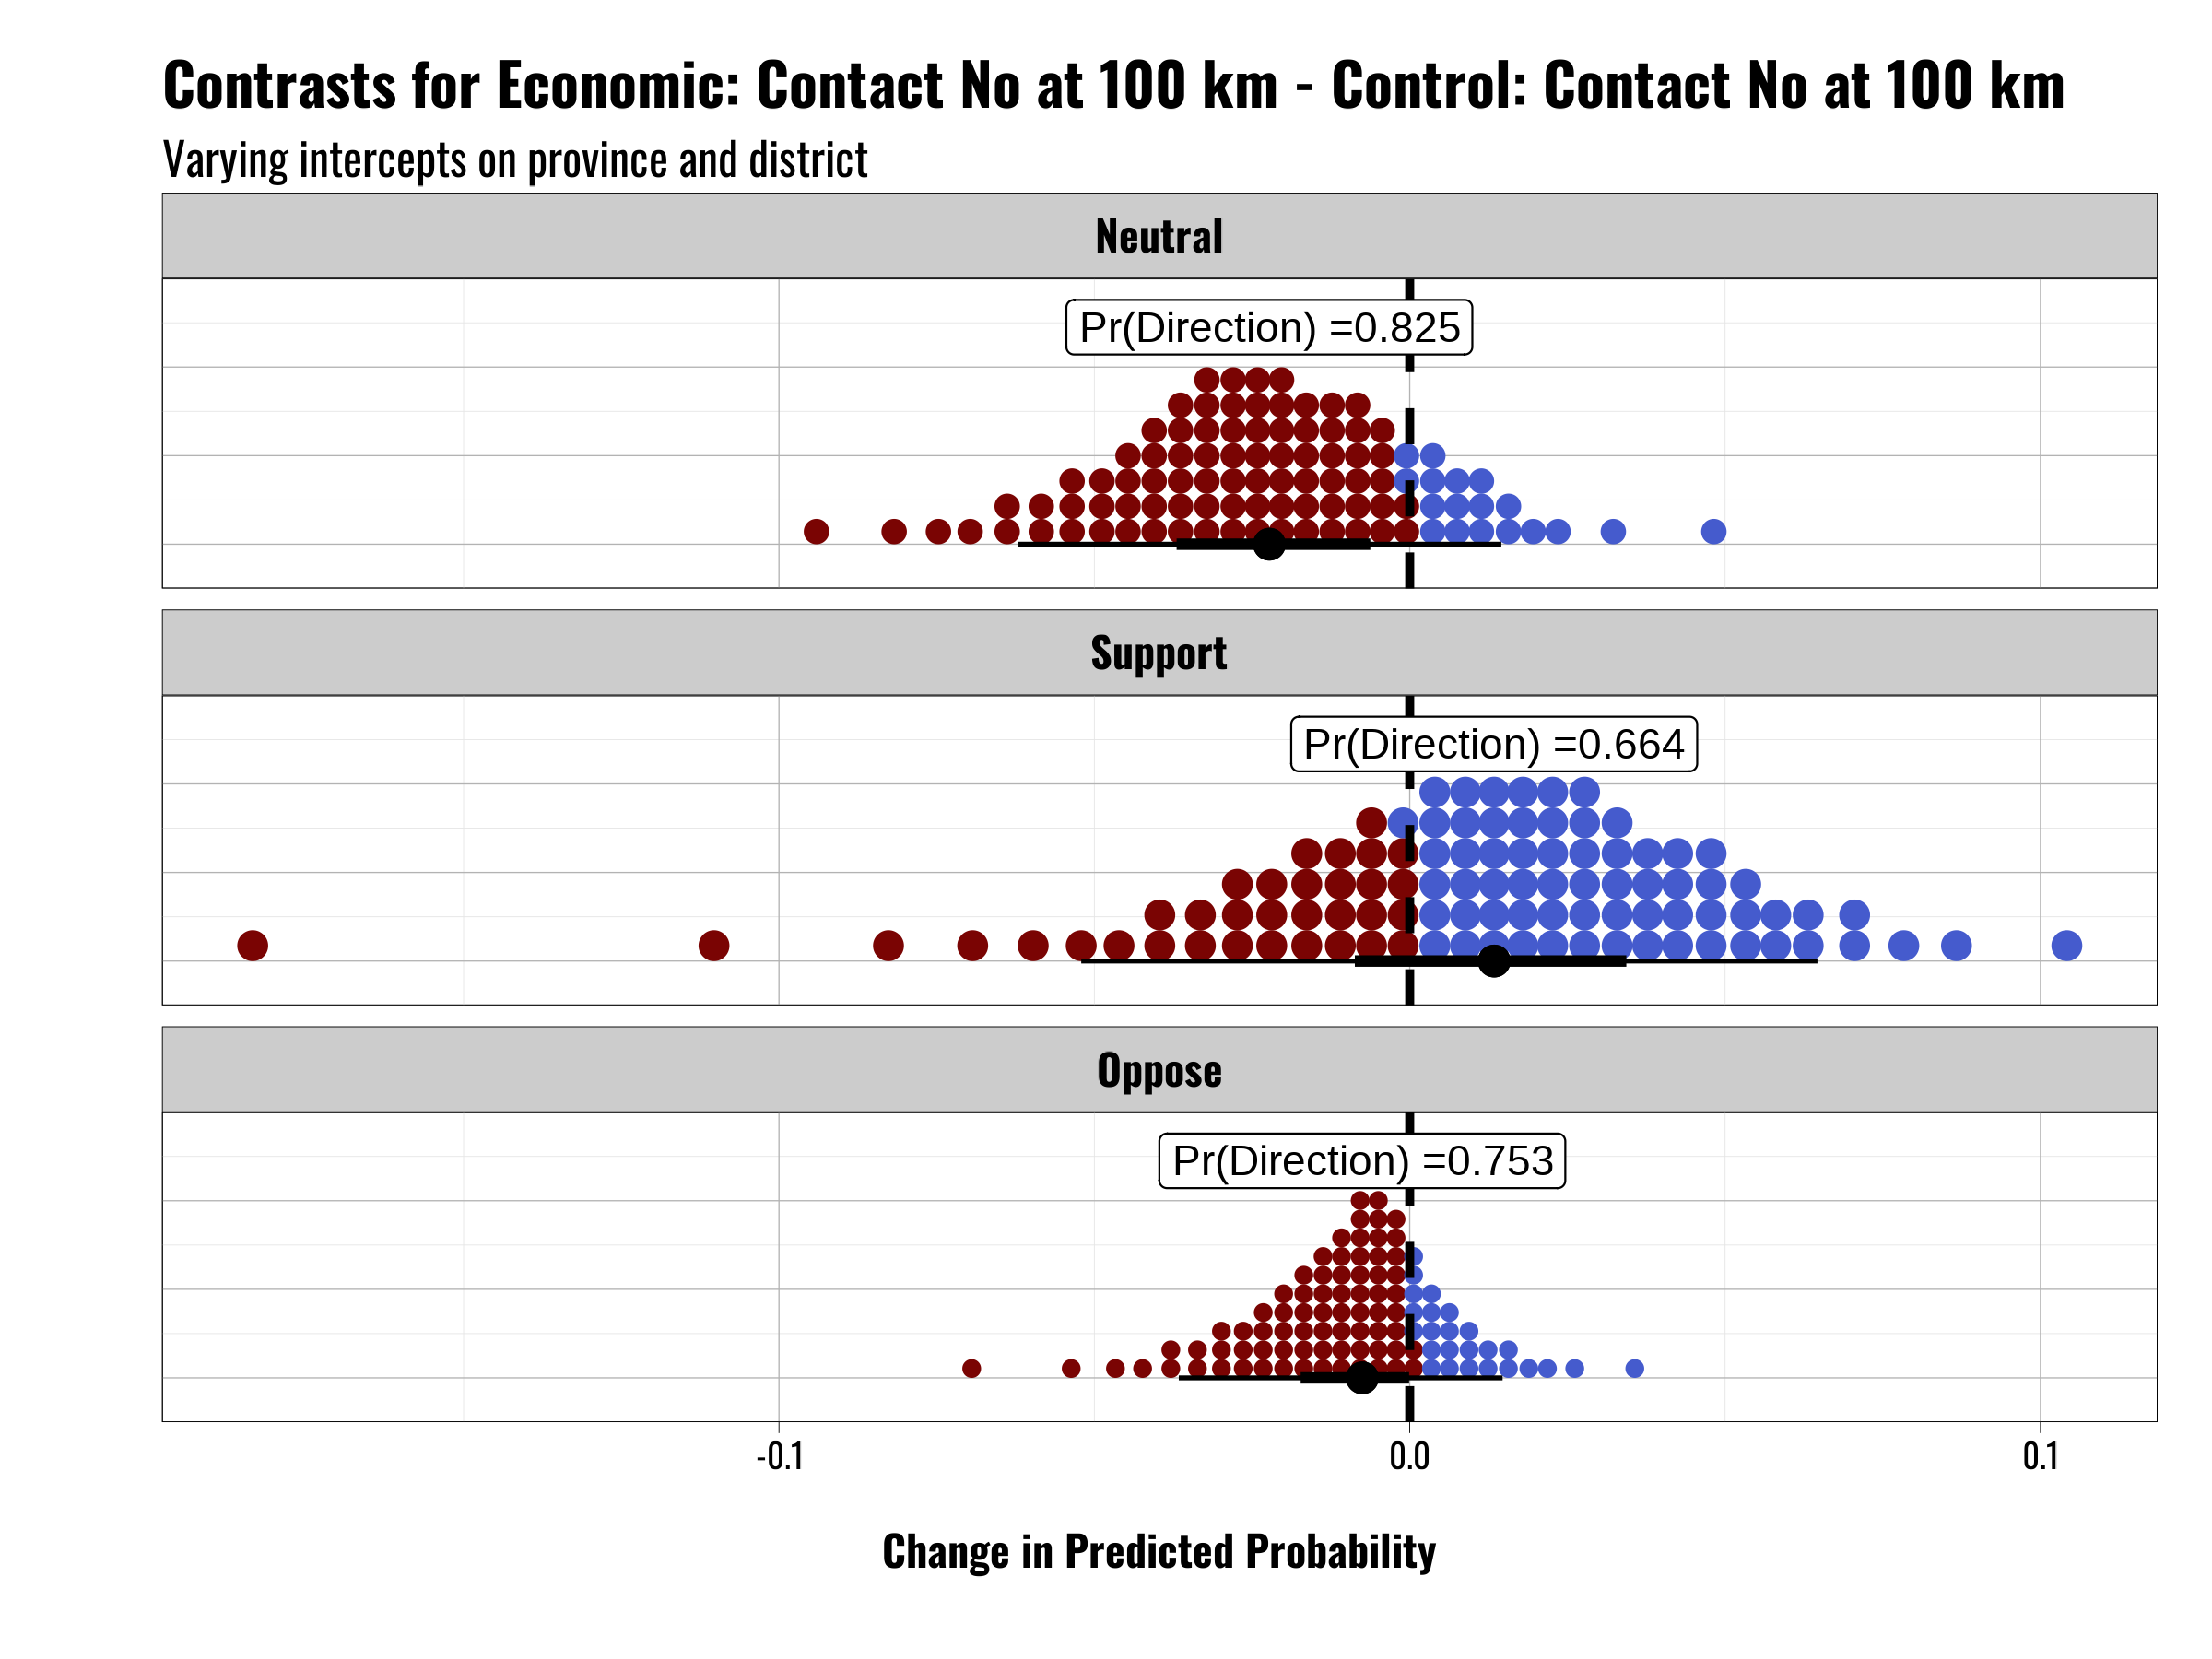 Contrasts for Economic: Contact No at 100 km - Control: Contact No at 100 km
Varying intercepts on province and district
Neutral
Pr(Direction) =0.825
Support
Pr(Direction) =0.664
Oppose
Pr(Direction) =0.753
-0.1 0.0 0.1
Change in Predicted Probability